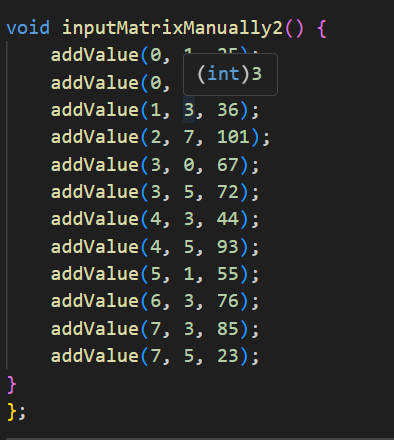 void inputMatrixManually2() {
addValue(0, 1,
(int)3
addValue(0,
addValue(1, 3, 36);
addValue(2, 7, 101);
addValue(3, 0, 67);
addValue(3, 5, 72);
addValue(4, 3, 44);
addValue(4, 5, 93);
addValue(5, 1, 55);
addValue(6, 3, 76);
addValue(7, 3, 85);
addValue(7, 5, 23);
}
};